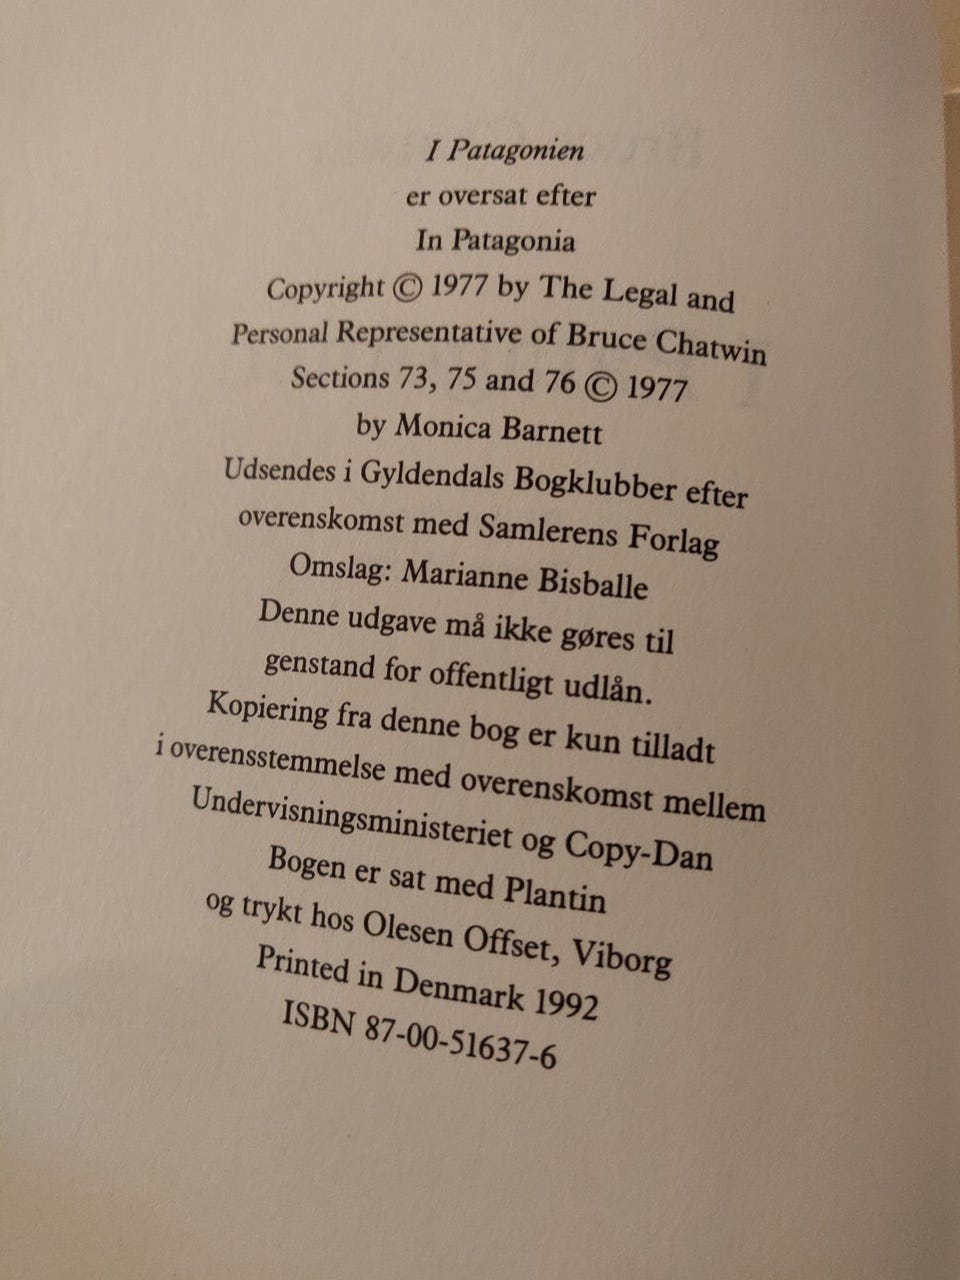 I Patagonien
er oversat efter
In Patagonia
Copyright © 1977 by The Legal and
Personal Representative of Bruce Chatwin
Sections 73, 75 and 76 © 1977
by Monica Barnett
Udsendes i Gyldendals Bogklubber efter
overenskomst med Samlerens Forlag
Omslag: Marianne Bisballe
Denne udgave må ikke gøres til
genstand for offentligt udlån.
Kopiering fra denne bog er kun tilladt
i overensstemmelse med overenskomst mellem
Undervisningsministeriet og Copy-Dan
Bogen er sat med Plantin
og trykt hos Olesen Offset, Viborg
Printed in Denmark 1992
ISBN 87-00-51637-6